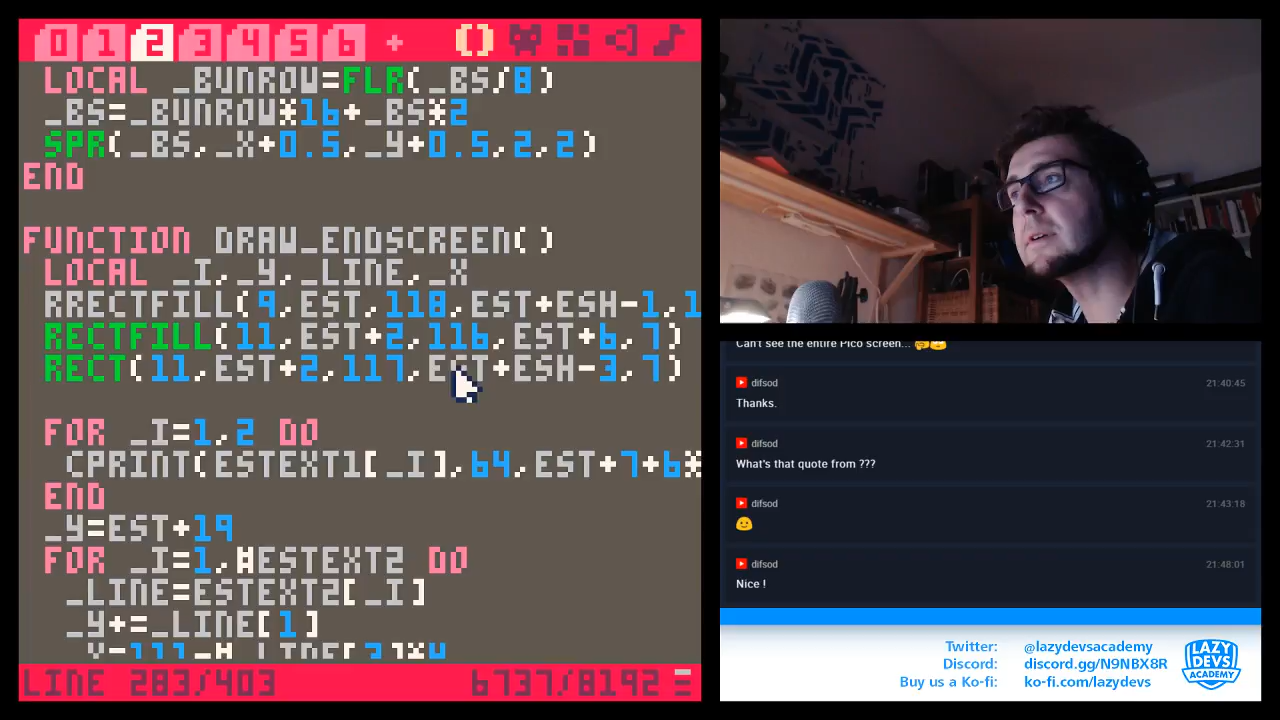 0 1 2 3 4 5 6 +
LOCAL _BUNROW=FLR(_BS/8)
_BS=_BUNROW*16+_BS*2
SPR(_BS,_X+0.5,_Y+0.5,2,2)
END
FUNCTION DRAW_ENDSCREEN()
LOCAL _I,_Y,_LINE,_X
RRECTFILL(9,EST,118,EST+ESH-1,1
RECTFILL(11,EST+2,116,EST+6,7)
RECT(11,EST+2,117,EST+ESH-3,7)
FOR _I=1,2 DO
CPRINT(ESTEXT1[_I],64,EST+7+6*
END
_Y=EST+19
FOR _I=1,#ESTEXT2 DO
_LINE=ESTEXT2[_I]
_Y+=_LINE[1]
LINE 283/403
6737/8192
Can't see the entire Pico screen...
difsod 21:40:45
Thanks.
difsod 21:42:31
What's that quote from ???
difsod 21:43:18
difsod 21:48:01
Nice !
Twitter: @lazydevsacademy
Discord: discord.gg/N9NBX8R
Buy us a Ko-fi: ko-fi.com/lazydevs
LAZY
DEVS
ACADEMY